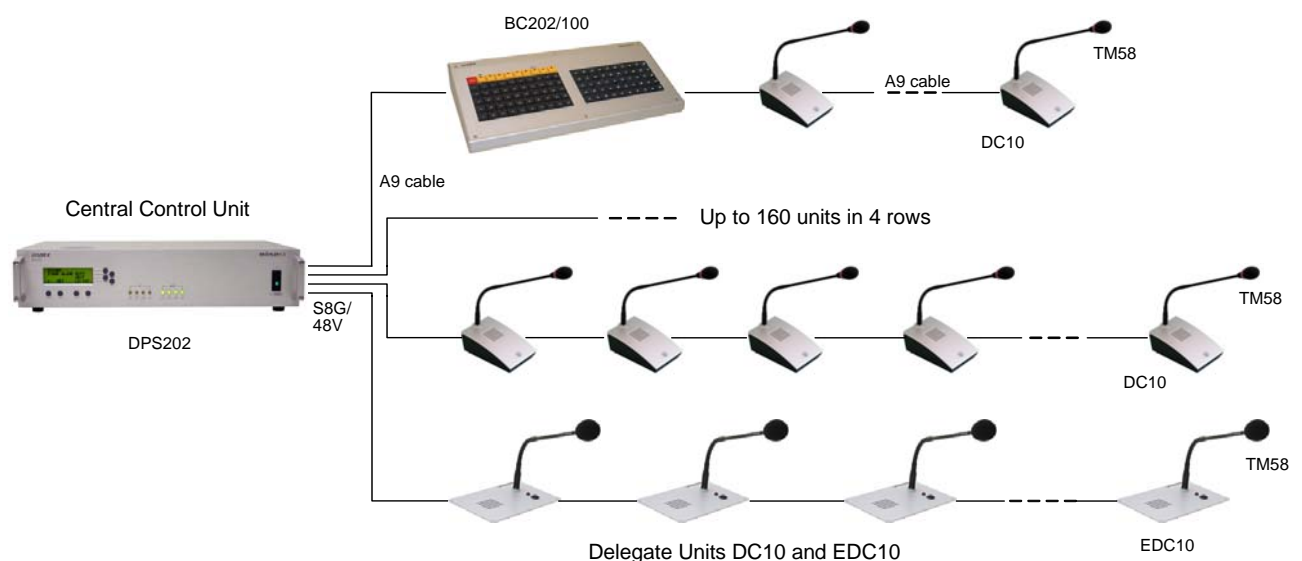 BC202/100
TM58
A9 cable
DC10
A9 cable
Central Control Unit
Up to 160 units in 4 rows
S8G/
48V
DPS202
TM58
DC10
TM58
EDC10
Delegate Units DC10 and EDC10